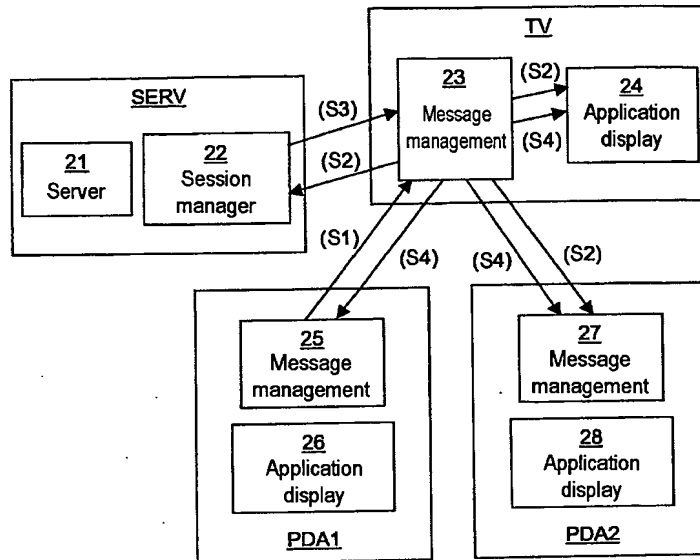 TV
SERV
23
Message
management
(S2)
(S4)
24
Application
display
(S3)
(S2)
21
Server
22
Session
manager
(S1)
(S4)
(S4)
(S2)
25
Message
management
26
Application
display
PDA1
27
Message
management
28
Application
display
PDA2